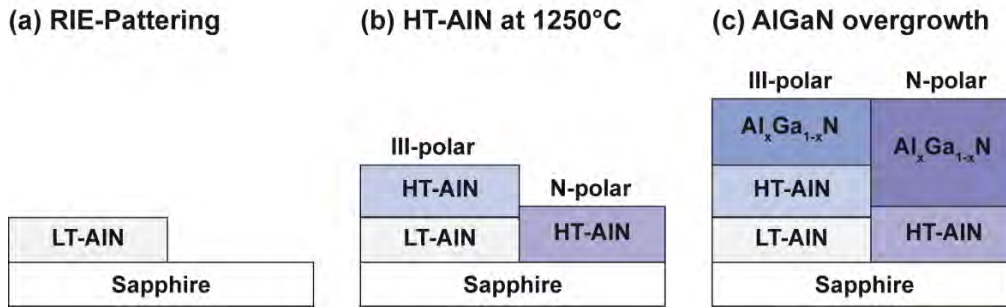 (a) RIE-Pattering
LT-AlN
Sapphire
(b) HT-AlN at 1250°C
III-polar
HT-AlN
N-polar
LT-AlN
HT-AlN
Sapphire
(c) AlGaN overgrowth
III-polar
N-polar
AlxGa1-xN
AlxGa1-xN
HT-AlN
LT-AlN
HT-AlN
Sapphire